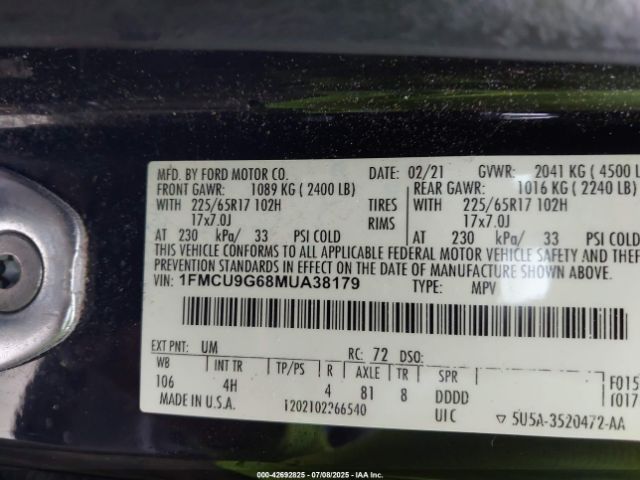 MFD. BY FORD MOTOR CO. DATE: 02/21 GVWR: 2041 KG ( 4500 L
FRONT GAWR: 1089 KG ( 2400 LB) REAR GAWR: 1016 KG ( 2240 LB)
WITH 225/65R17 102H TIRES WITH 225/65R17 102H
17x7.0J RIMS 17x7.0J
AT 230 kPa/ 33 PSI COLD AT 230 kPa/ 33 PSI COLD
THIS VEHICLE CONFORMS TO ALL APPLICABLE FEDERAL MOTOR VEHICLE SAFETY AND THEF
PREVENTION STANDARDS IN EFFECT ON THE DATE OF MANUFACTURE SHOWN ABOVE.
VIN: 1FMCU9G68MUA38179 TYPE: MPV
EXT PNT: UM RC: 72 DSO:
WB INT TR TP/PS R AXLE TR SPR
106 4H 4 81 8 DDDD
MADE IN U.S.A. 1202102266540 UIC ▽ 5U5A-3520472-AA
F015
000-42692825 - 07/08/2025 - IAAI.com